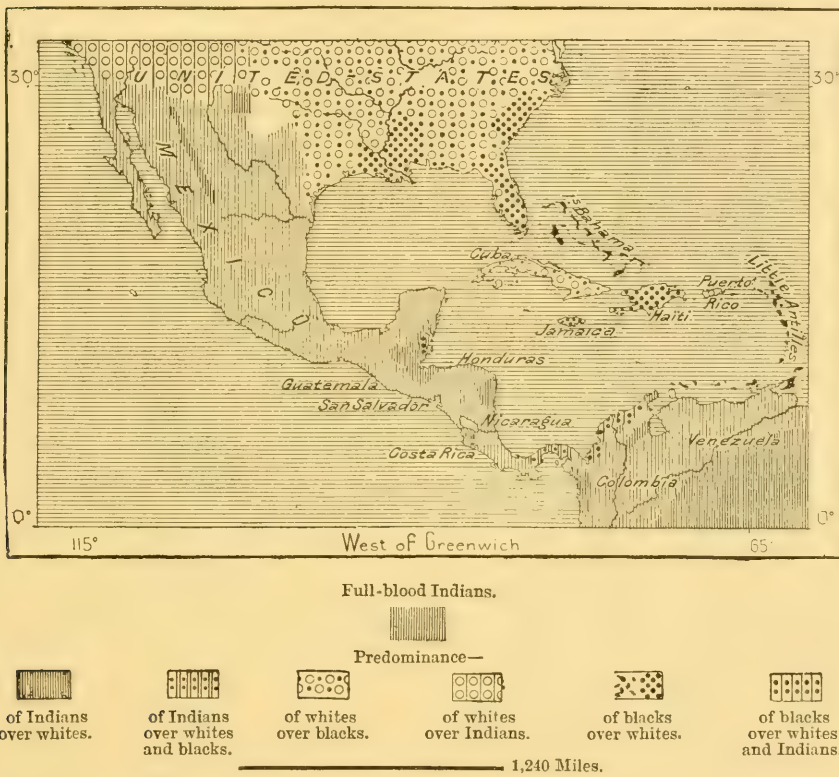 30°
UNITED STATES
30°
MEXICO
Is Bahama
Cuba
Haïti
Puerto
Rico
Little Antilles
Jamaica
Honduras
Guatemala
San Salvador
Nicaragua
Costa Rica
Venezuela
Colombia
0°
0°
115°
West of Greenwich
65°
Full-blood Indians.
Predominance—
of Indians
over whites.
of Indians
over whites
and blacks.
of whites
over blacks.
of whites
over Indians.
of blacks
over whites.
of blacks
over whites
and Indians
1,240 Miles.